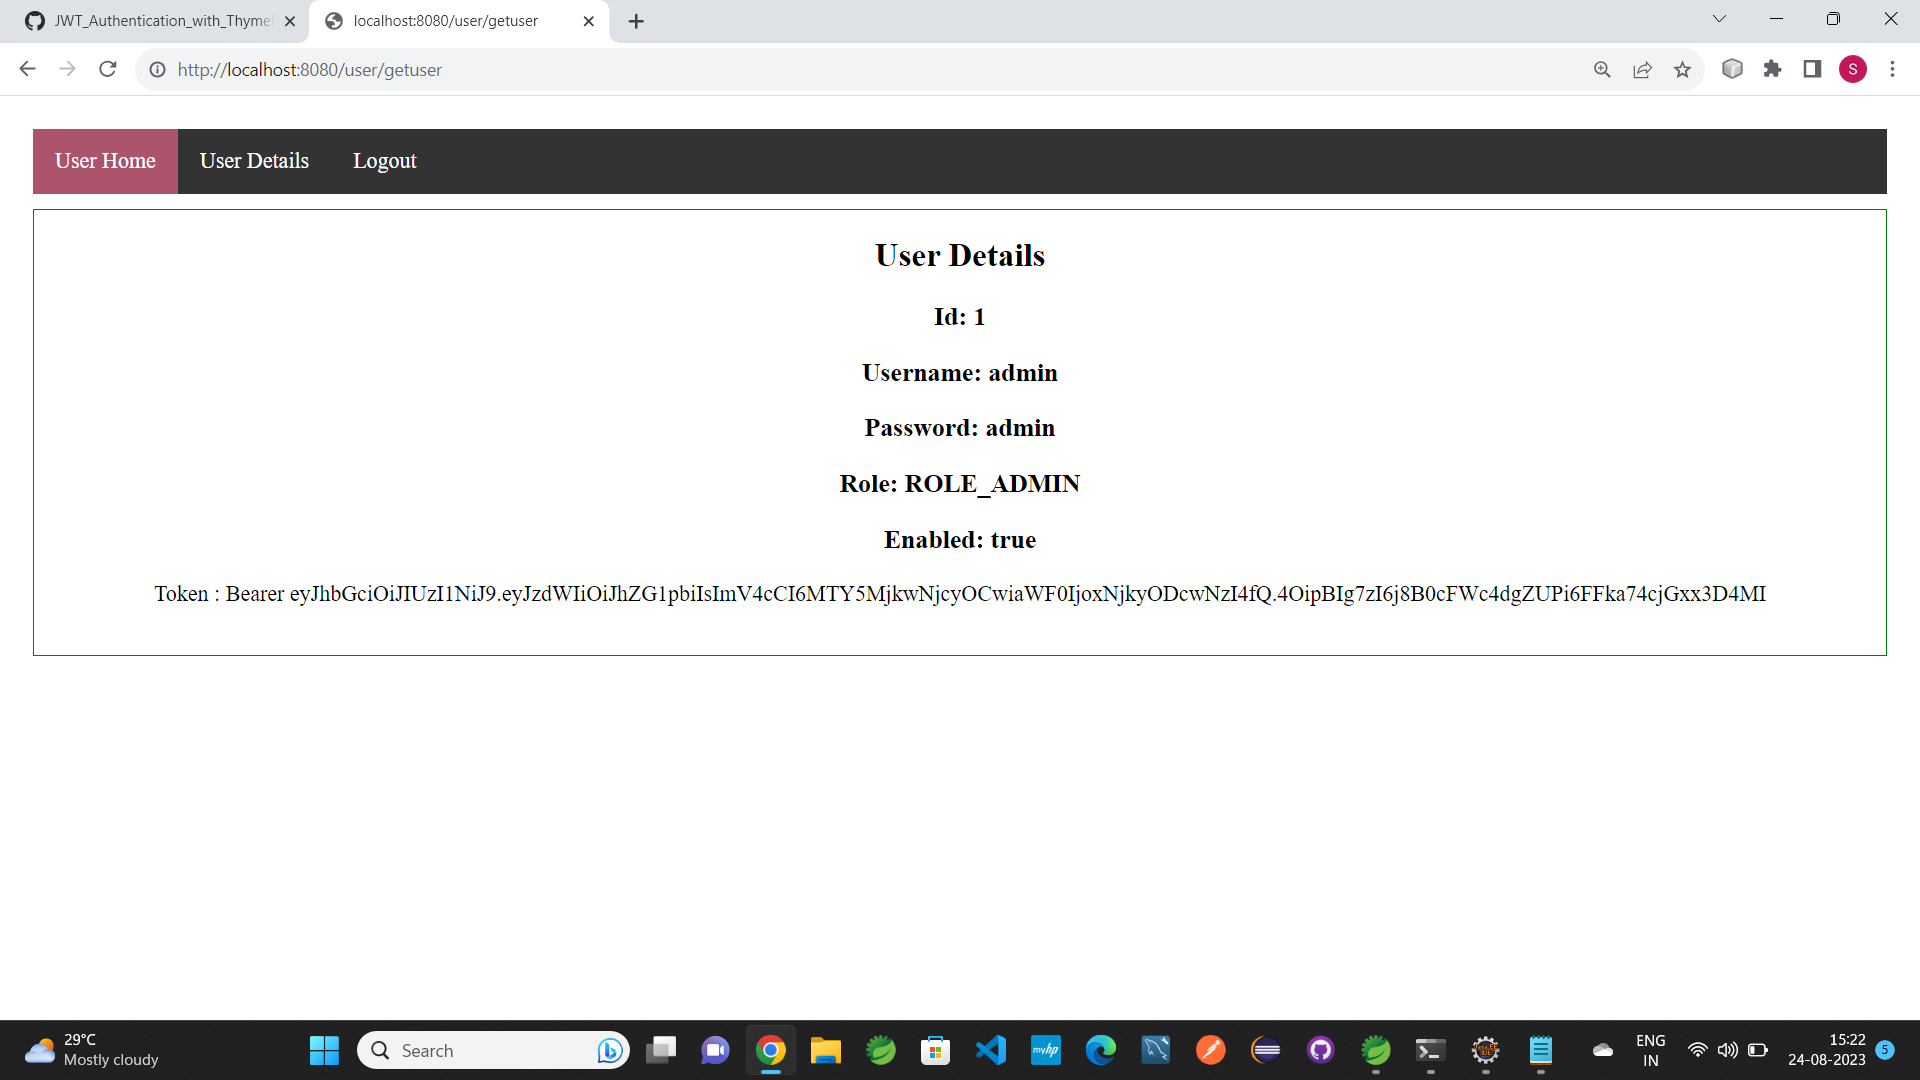 JWT_Authentication_with_Thyme
localhost:8080/user/getuser
http://localhost:8080/user/getuser
S
User Home User Details Logout
User Details
Id: 1
Username: admin
Password: admin
Role: ROLE_ADMIN
Enabled: true
Token : Bearer eyJhbGciOiJIUzI1NiJ9.eyJzdWIiOiJhZG1pbiIsImV4cCI6MTY5MjkwNjcyOCwiaWF0IjoxNjkyODcwNzI4fQ.4OipBIg7zI6j8B0cFWc4dgZUPi6FFka74cjGxx3D4MI
29°C
Mostly cloudy
Search
myhp
ENG
IN
15:22
24-08-2023
5